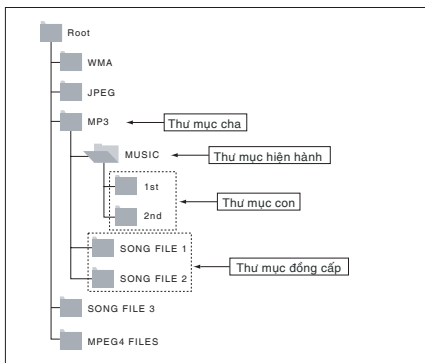 Root
WMA
JPEG
MP3
Thư mục cha
MUSIC
Thư mục hiện hành
1st
Thư mục con
2nd
SONG FILE 1
Thư mục đồng cấp
SONG FILE 2
SONG FILE 3
MPEG4 FILES